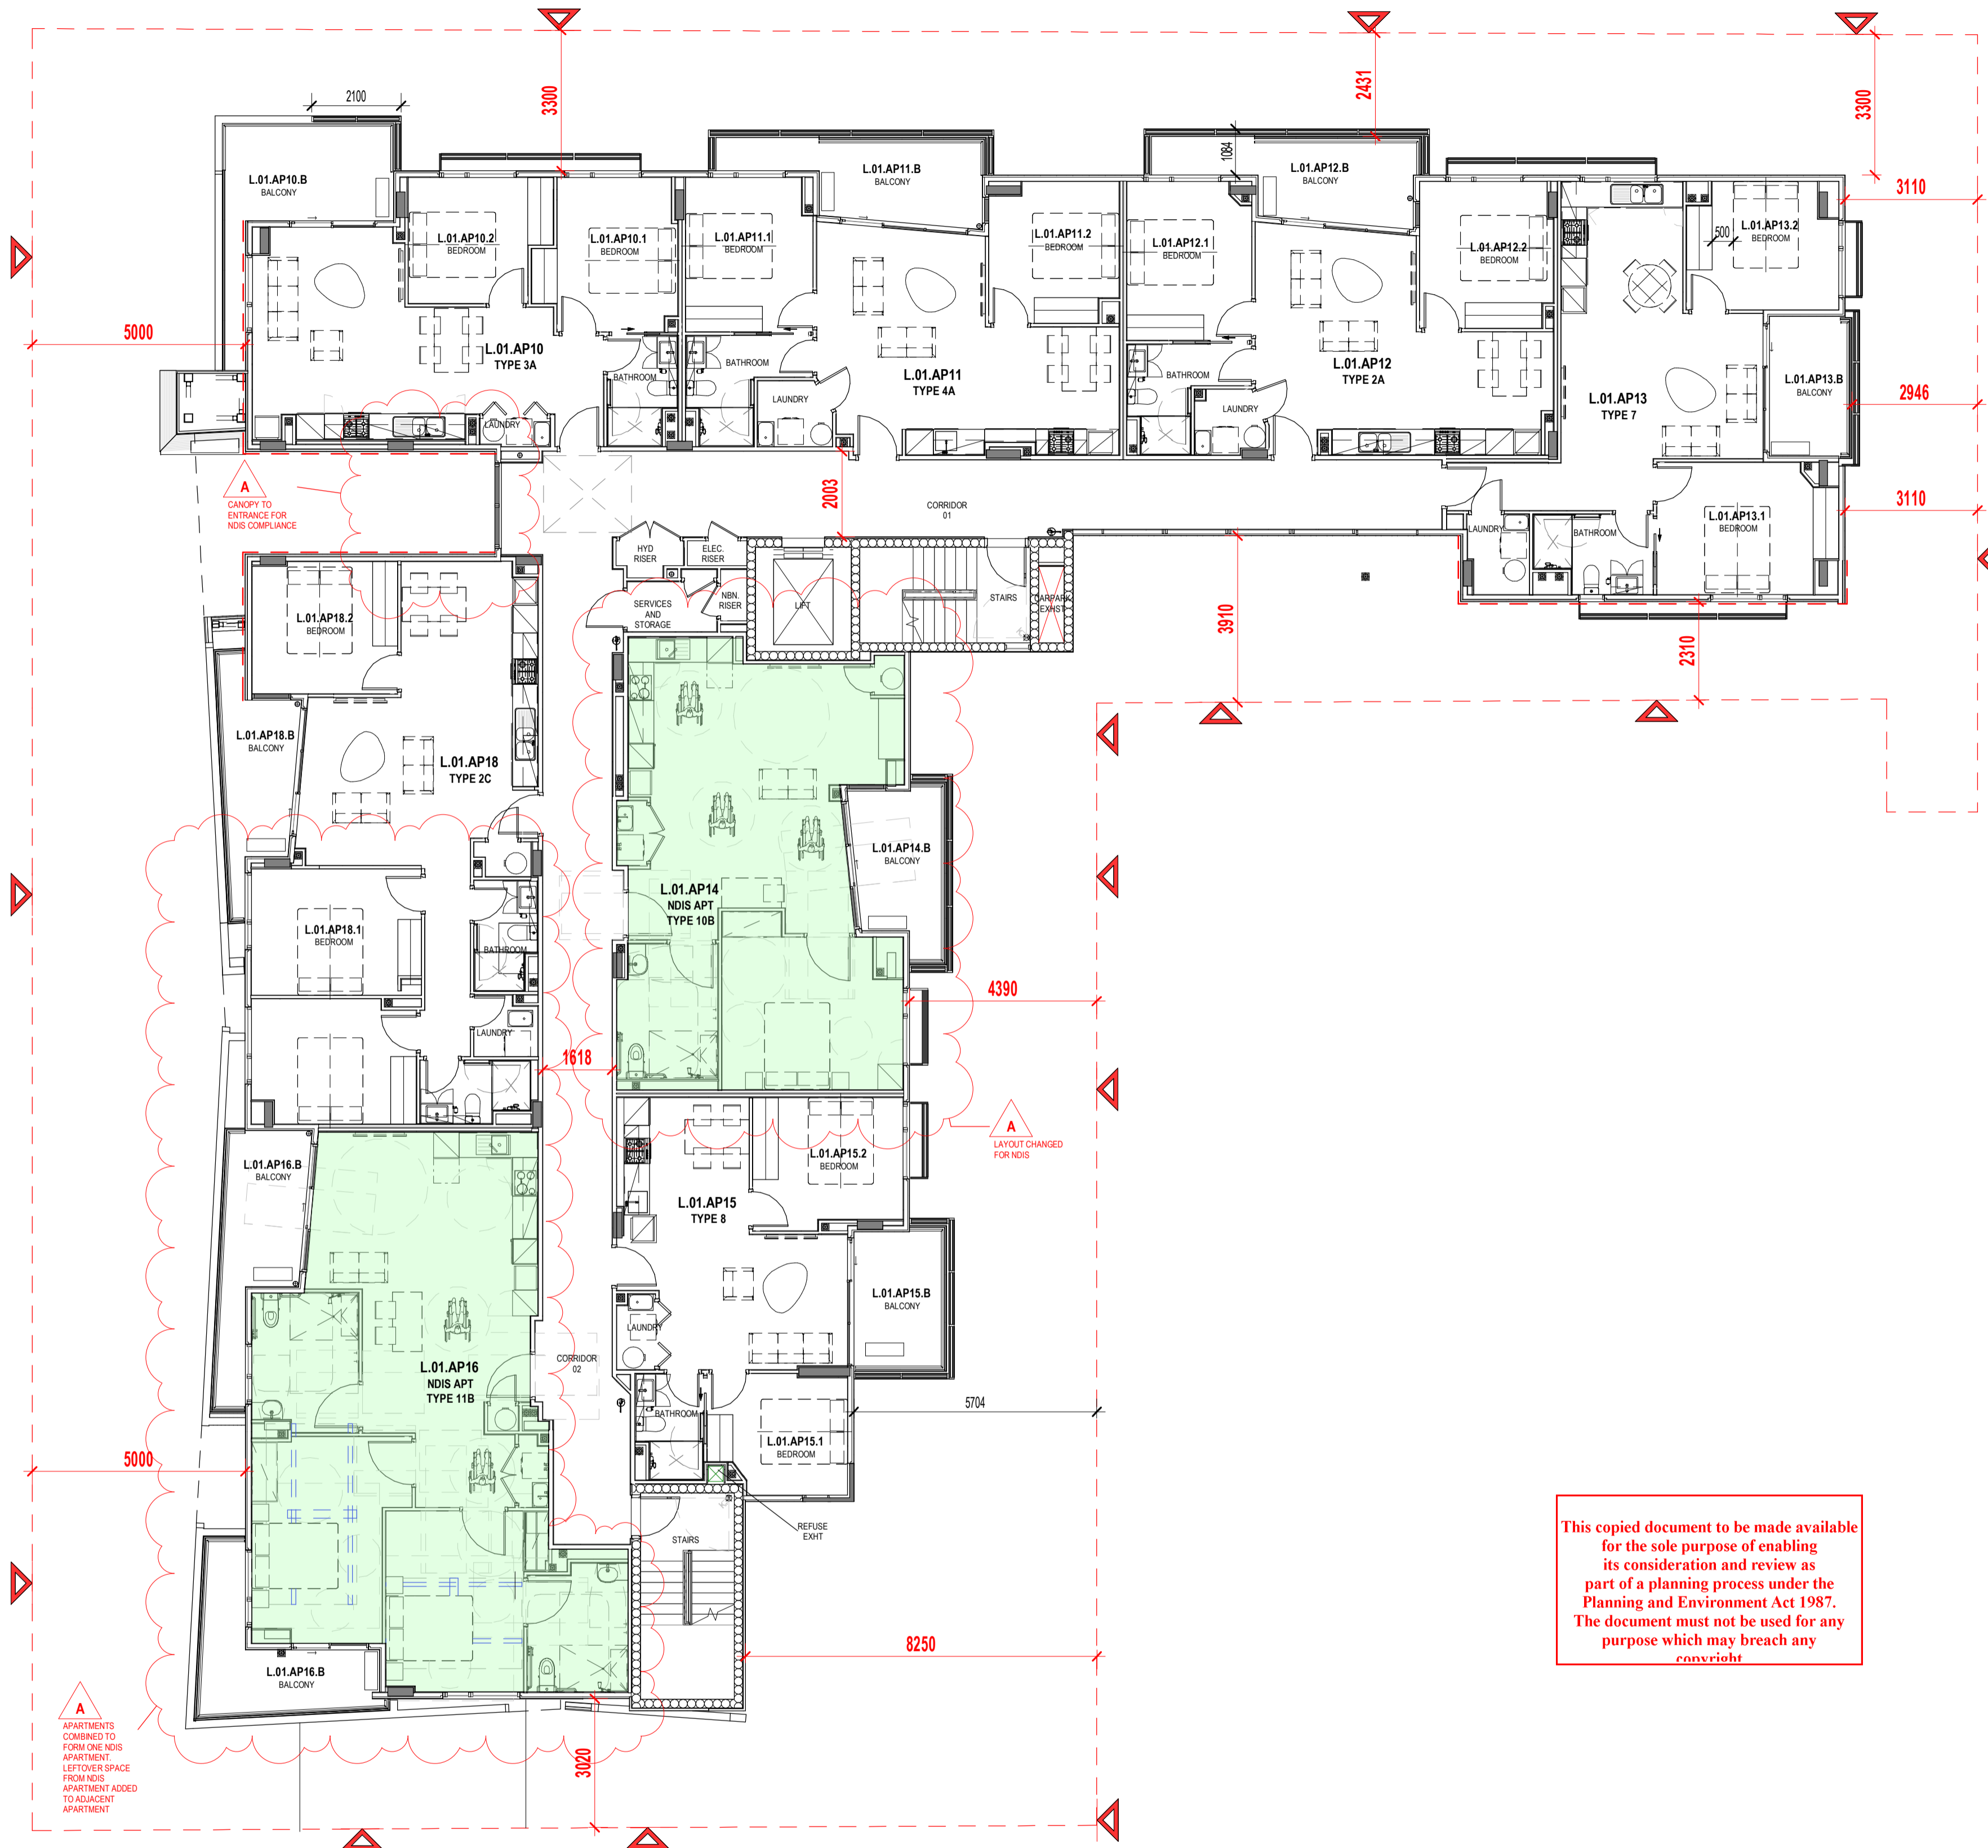 3300
2431
3300
2100
1084
L.01.AP10.B
BALCONY
L.01.AP11.B
BALCONY
L.01.AP12.B
BALCONY
3110
L.01.AP10.2
BEDROOM
L.01.AP10.1
BEDROOM
L.01.AP11.1
BEDROOM
L.01.AP11.2
BEDROOM
L.01.AP12.1
BEDROOM
L.01.AP12.2
BEDROOM
500
L.01.AP13.2
BEDROOM
5000
L.01.AP10
TYPE 3A
BATHROOM
BATHROOM
L.01.AP11
TYPE 4A
BATHROOM
L.01.AP12
TYPE 2A
L.01.AP13
TYPE 7
L.01.AP13.B
BALCONY
2946
LAUNDRY
LAUNDRY
LAUNDRY
A
CANOPY TO
ENTRANCE FOR
NDIS COMPLIANCE
2003
CORRIDOR
01
3110
L.01.AP13.1
BEDROOM
LAUNDRY
BATHROOM
HYD
RISER
ELEC.
RISER
NBN.
RISER
SERVICES
AND
STORAGE
LIFT
STAIRS
CARPARK
EXHST
3910
2310
L.01.AP18.2
BEDROOM
L.01.AP18.B
BALCONY
L.01.AP18
TYPE 2C
L.01.AP14.B
BALCONY
L.01.AP14
NDIS APT
TYPE 10B
L.01.AP18.1
BEDROOM
BATHROOM
4390
LAUNDRY
1618
A
LAYOUT CHANGED
FOR NDIS
L.01.AP16.B
BALCONY
L.01.AP15.2
BEDROOM
L.01.AP15
TYPE 8
L.01.AP15.B
BALCONY
LAUNDRY
L.01.AP16
NDIS APT
TYPE 11B
CORRIDOR
02
5704
BATHROOM
L.01.AP15.1
BEDROOM
5000
REFUSE
EXHT
STAIRS
8250
L.01.AP16.B
BALCONY
A
APARTMENTS
COMBINED TO
FORM ONE NDIS
APARTMENT.
LEFTOVER SPACE
FROM NDIS
APARTMENT ADDED
TO ADJACENT
APARTMENT
3020
This copied document to be made available
for the sole purpose of enabling
its consideration and review as
part of a planning process under the
Planning and Environment Act 1987.
The document must not be used for any
purpose which may breach any
copyright